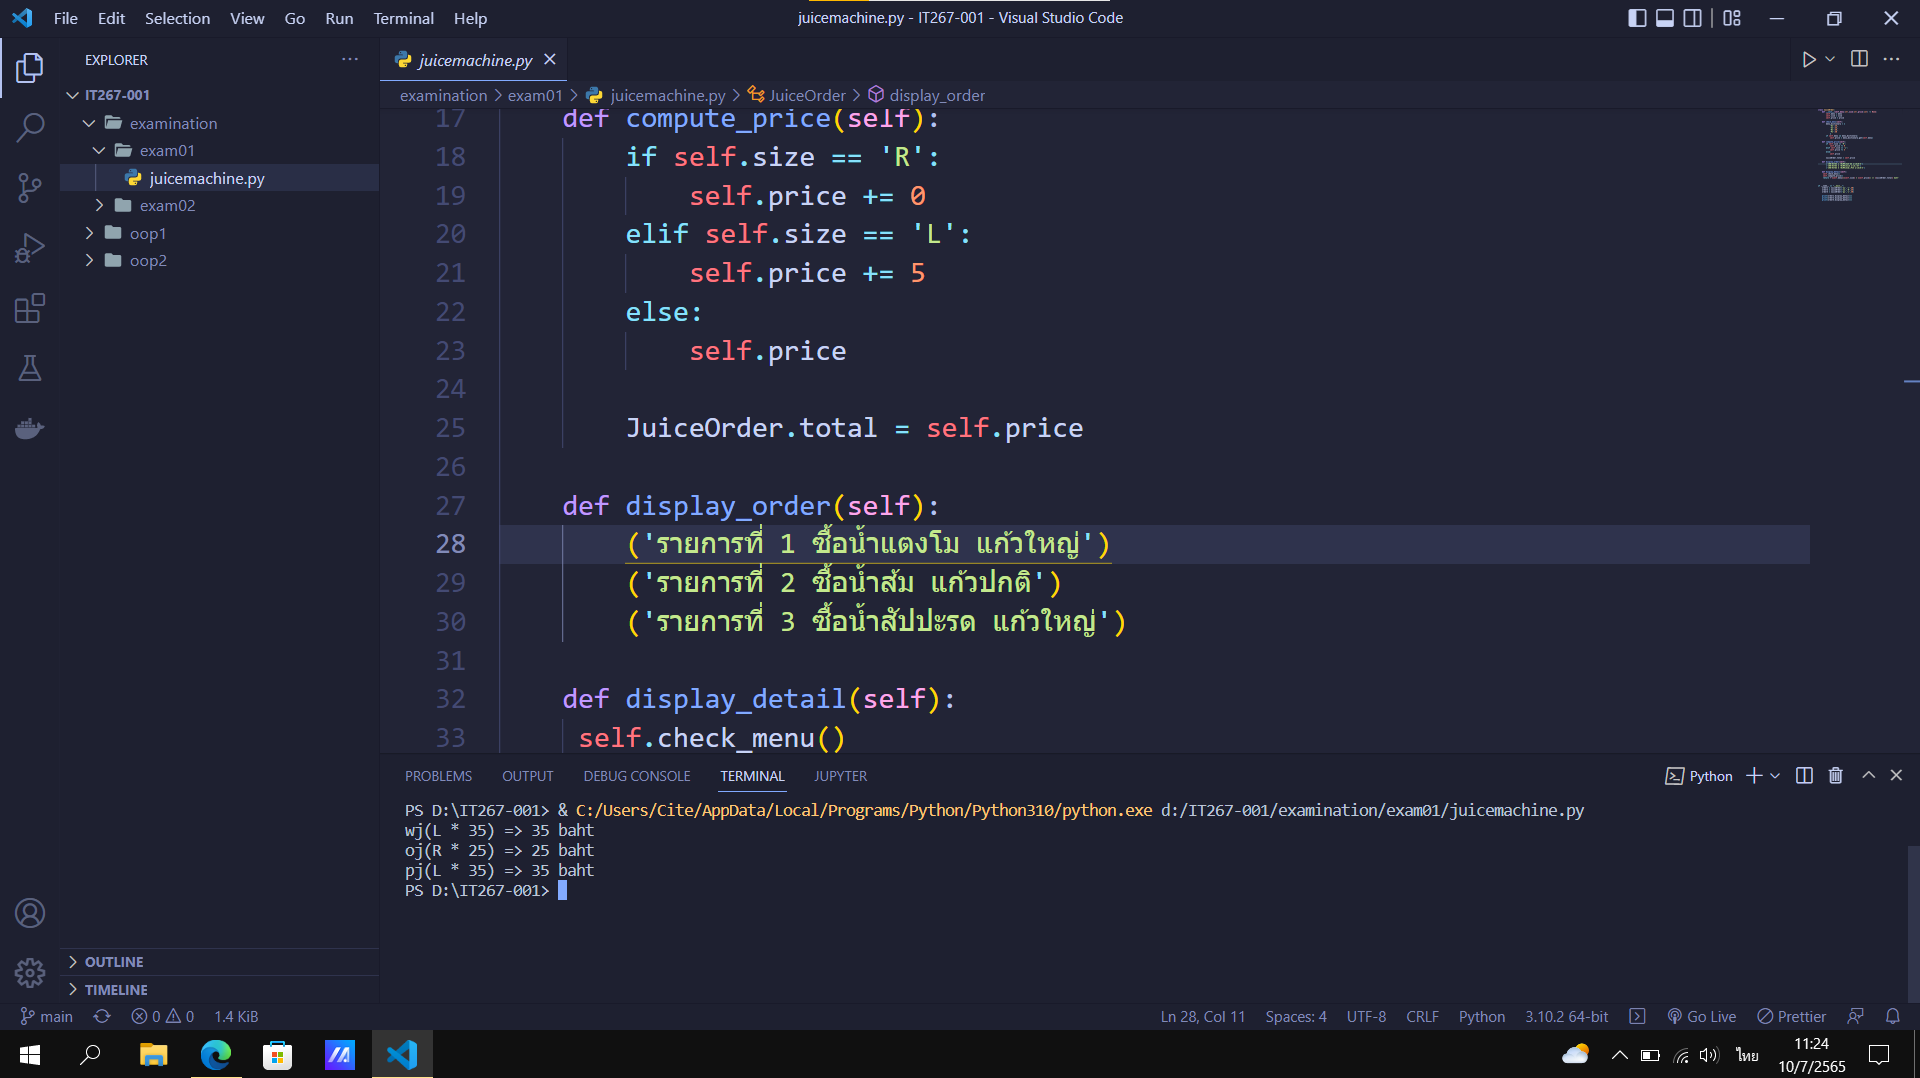 File Edit Selection View Go Run Terminal Help
juicemachine.py - IT267-001 - Visual Studio Code
EXPLORER
IT267-001
examination
exam01
juicemachine.py
exam02
oop1
oop2
juicemachine.py
examination > exam01 > juicemachine.py > JuiceOrder > display_order
17 def compute_price(self):
18 if self.size == 'R':
19 self.price += 0
20 elif self.size == 'L':
21 self.price += 5
22 else:
23 self.price
24
25 JuiceOrder.total = self.price
26
27 def display_order(self):
28 ('รายการที่ 1 ซื้อน้ำแตงโม แก้วใหญ่')
29 ('รายการที่ 2 ซื้อน้ำส้ม แก้วปกติ')
30 ('รายการที่ 3 ซื้อน้ำสัปปะรด แก้วใหญ่')
31
32 def display_detail(self):
33 self.check_menu()
PROBLEMS OUTPUT DEBUG CONSOLE TERMINAL JUPYTER
Python
PS D:\IT267-001> & C:/Users/Cite/AppData/Local/Programs/Python/Python310/python.exe d:/IT267-001/examination/exam01/juicemachine.py
wj(L * 35) => 35 baht
oj(R * 25) => 25 baht
pj(L * 35) => 35 baht
PS D:\IT267-001>
OUTLINE
TIMELINE
main 0 0 1.4 KiB
Ln 28, Col 11 Spaces: 4 UTF-8 CRLF Python 3.10.2 64-bit Go Live Prettier
ไทย
11:24
10/7/2565